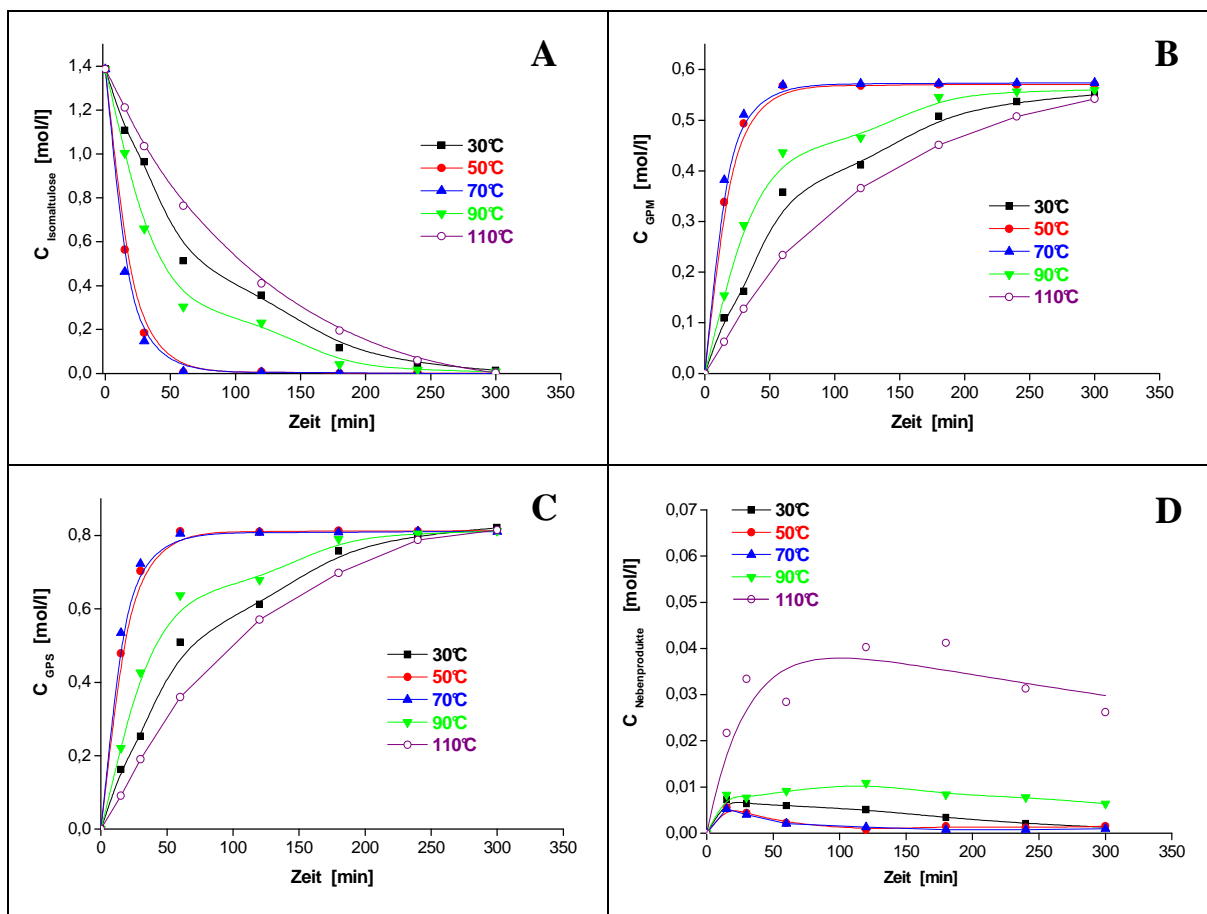 A
1,4
1,2
1,0
0,8
0,6
0,4
0,2
0,0
C Isomaltulose [mol/l]
30°C
50°C
70°C
90°C
110°C
0 50 100 150 200 250 300 350
Zeit [min]
B
0,6
0,5
0,4
0,3
0,2
0,1
0,0
C GPM [mol/l]
30°C
50°C
70°C
90°C
110°C
0 50 100 150 200 250 300 350
Zeit [min]
C
0,8
0,6
0,4
0,2
0,0
C GPS [mol/l]
30°C
50°C
70°C
90°C
110°C
0 50 100 150 200 250 300 350
Zeit [min]
D
0,07
0,06
0,05
0,04
0,03
0,02
0,01
0,00
C Nebenprodukte [mol/l]
30°C
50°C
70°C
90°C
110°C
0 50 100 150 200 250 300 350
Zeit [min]